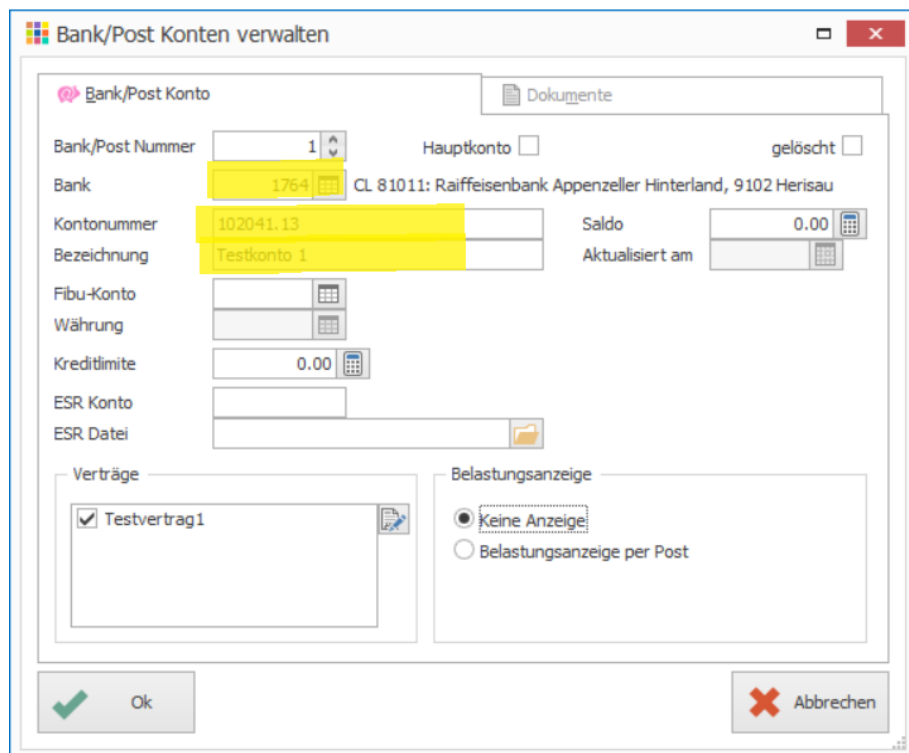 Bank/Post Konten verwalten
Bank/Post Konto
Dokumente
Bank/Post Nummer 1 Hauptkonto gelöscht
Bank 1764 CL 81011: Raiffeisenbank Appenzeller Hinterland, 9102 Herisau
Kontonummer 102041.13 Saldo 0.00
Bezeichnung Testkonto 1 Aktualisiert am
Fibu-Konto
Währung
Kreditlimite 0.00
ESR Konto
ESR Datei
Verträge
Testvertrag1
Belastungsanzeige
Keine Anzeige
Belastungsanzeige per Post
Ok
Abbrechen